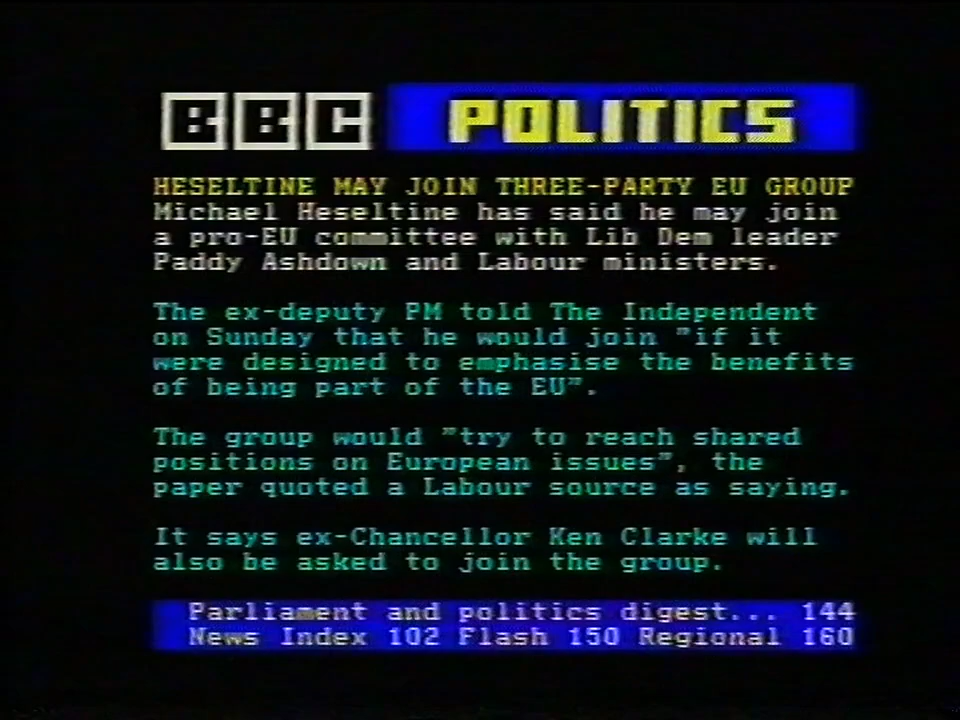 BBC POLITICS
HESELTINE MAY JOIN THREE-PARTY EU GROUP
Michael Heseltine has said he may join
a pro-EU committee with Lib Dem leader
Paddy Ashdown and Labour ministers.
The ex-deputy PM told The Independent
on Sunday that he would join "if it
were designed to emphasise the benefits
of being part of the EU".
The group would "try to reach shared
positions on European issues", the
paper quoted a Labour source as saying.
It says ex-Chancellor Ken Clarke will
also be asked to join the group.
Parliament and politics digest... 144
News Index 102 Flash 150 Regional 160